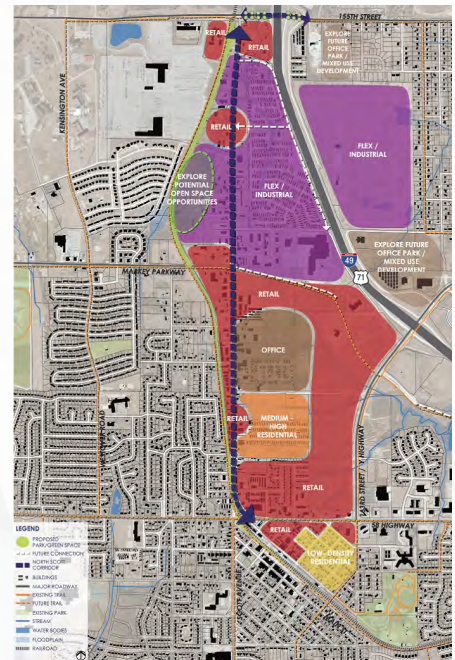 155TH STREET
KENSINGTON AVE
RETAIL
RETAIL
EXPLORE
FUTURE
OFFICE
PARK /
MIXED USE
DEVELOPMENT
RETAIL
FLEX /
INDUSTRIAL
EXPLORE
POTENTIAL
OPEN SPACE
OPPORTUNITIES
FLEX /
INDUSTRIAL
EXPLORE FUTURE
OFFICE PARK /
MIXED USE
DEVELOPMENT
49
71
MARKEY PARKWAY
RETAIL
OFFICE
RETAIL
MEDIUM -
HIGH
RESIDENTIAL
RETAIL
58 HIGHWAY
RETAIL
LOW- DENSITY
RESIDENTIAL
LEGEND
PROPOSED
PARK/GREEN SPACE
FUTURE CONNECTION
NORTH SCOTT
CORRIDOR
BUILDINGS
MAJOR ROADWAY
EXISTING TRAIL
FUTURE TRAIL
EXISTING PARK
STREAM
WATER BODIES
FLOODPLAIN
RAILROAD